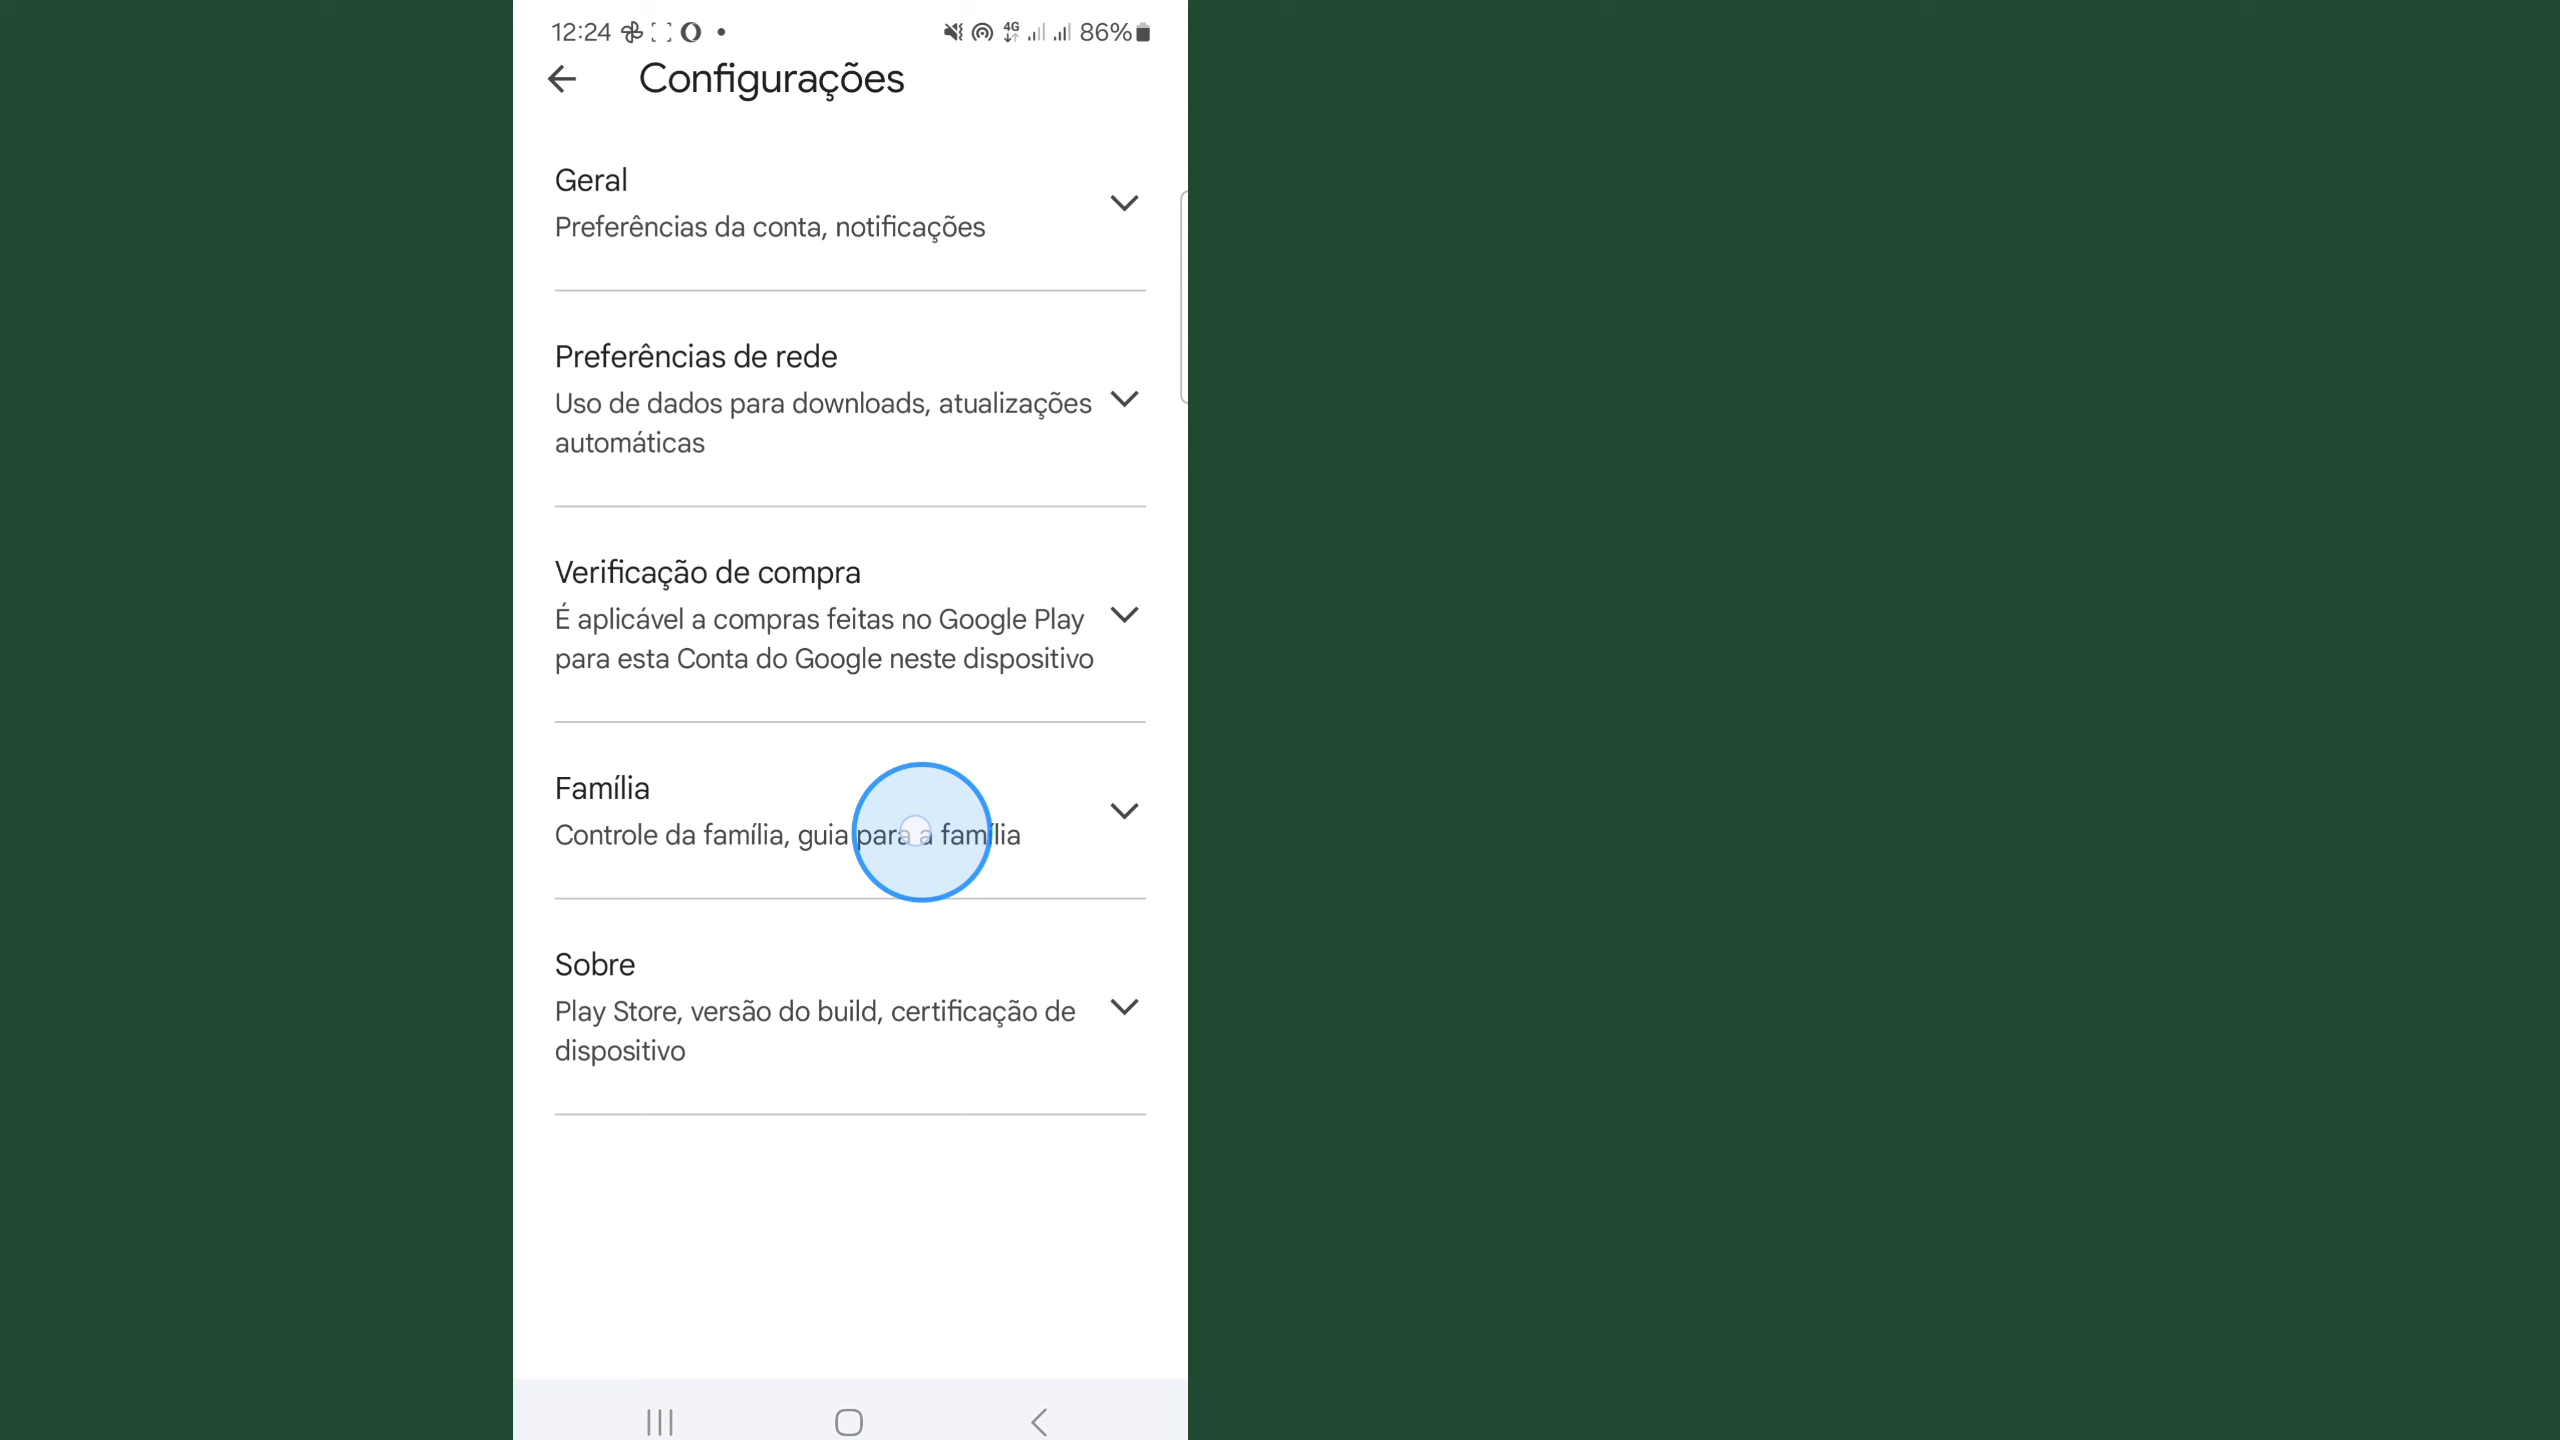 12:24
4G
86%
Configurações
Geral
Preferências da conta, notificações
Preferências de rede
Uso de dados para downloads, atualizações
automáticas
Verificação de compra
É aplicável a compras feitas no Google Play
para esta Conta do Google neste dispositivo
Família
Controle da família, guia para a família
Sobre
Play Store, versão do build, certificação de
dispositivo